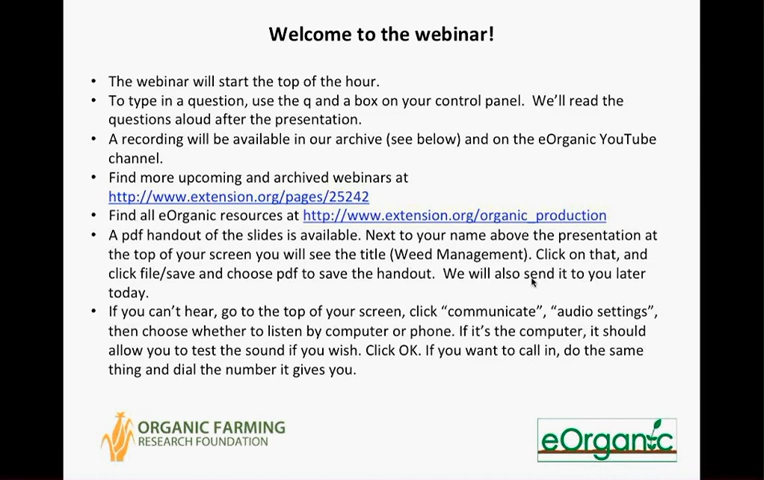 Welcome to the webinar!
• The webinar will start the top of the hour.
• To type in a question, use the q and a box on your control panel. We'll read the
questions aloud after the presentation.
• A recording will be available in our archive (see below) and on the eOrganic YouTube
channel.
• Find more upcoming and archived webinars at
http://www.extension.org/pages/25242
• Find all eOrganic resources at http://www.extension.org/organic_production
• A pdf handout of the slides is available. Next to your name above the presentation at
the top of your screen you will see the title (Weed Management). Click on that, and
click file/save and choose pdf to save the handout. We will also send it to you later
today.
• If you can't hear, go to the top of your screen, click "communicate", "audio settings",
then choose whether to listen by computer or phone. If it's the computer, it should
allow you to test the sound if you wish. Click OK. If you want to call in, do the same
thing and dial the number it gives you.
ORGANIC FARMING
RESEARCH FOUNDATION
eOrganic